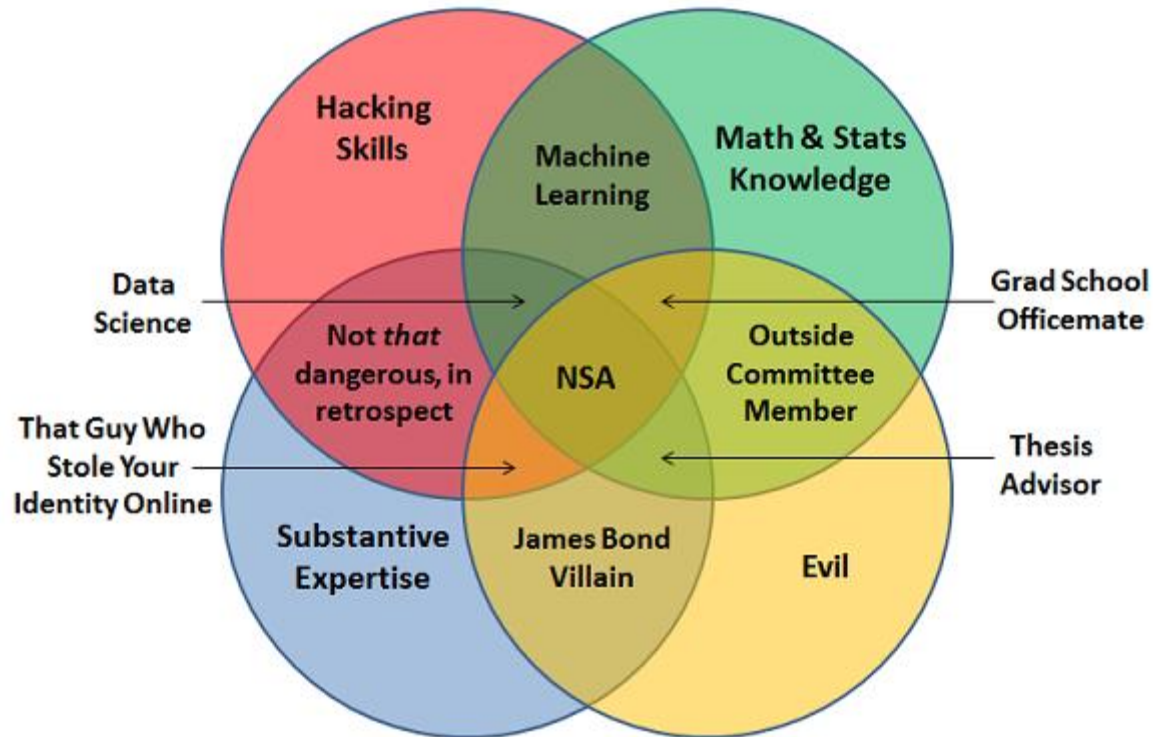 Hacking
Skills
Math & Stats
Knowledge
Machine
Learning
Data
Science
Grad School
Officemate
Not that
dangerous, in
retrospect
NSA
Outside
Committee
Member
That Guy Who
Stole Your
Identity Online
Thesis
Advisor
Substantive
Expertise
James Bond
Villain
Evil